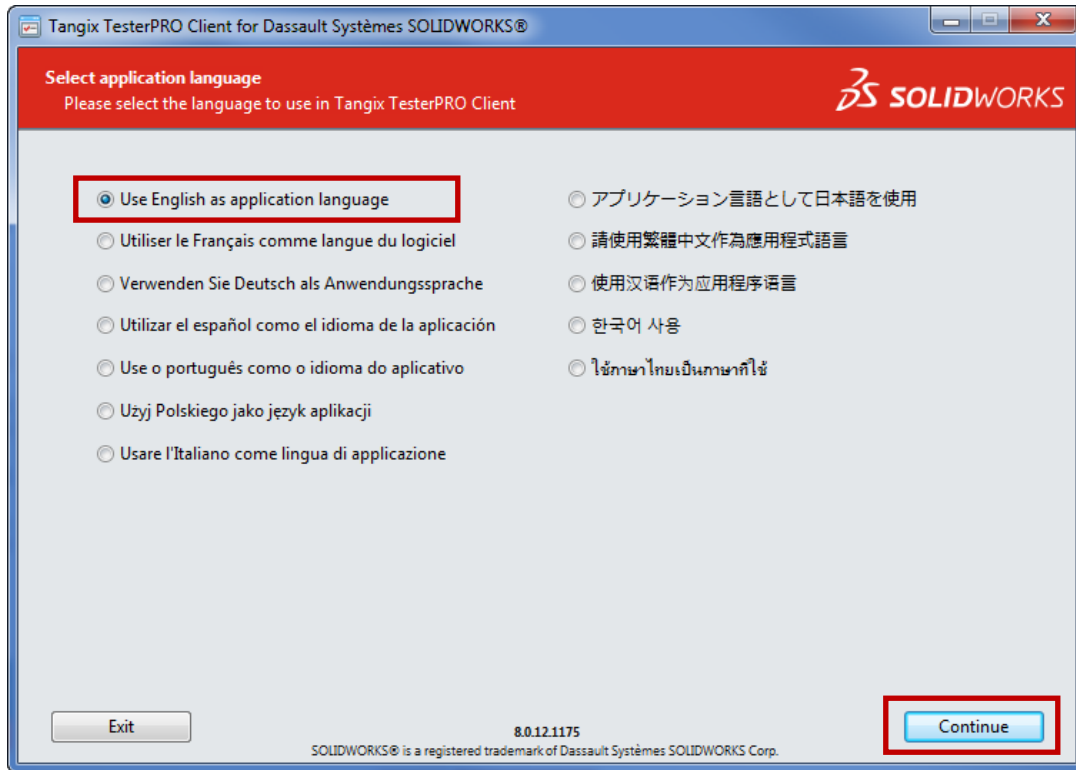 Tangix TesterPRO Client for Dassault Systèmes SOLIDWORKS®
Select application language
Please select the language to use in Tangix TesterPRO Client
3S SOLIDWORKS
Use English as application language
Utiliser le Français comme langue du logiciel
Verwenden Sie Deutsch als Anwendungssprache
Utilizar el español como el idioma de la aplicación
Use o português como o idioma do aplicativo
Użyj Polskiego jako język aplikacji
Usare l'Italiano come lingua di applicazione
アプリケーション言語として日本語を使用
請使用繁體中文作為應用程式語言
使用汉语作为应用程序语言
한국어 사용
ใช้ภาษาไทยเป็นภาษาที่ใช้
Exit
8.0.12.1175
Continue
SOLIDWORKS® is a registered trademark of Dassault Systèmes SOLIDWORKS Corp.